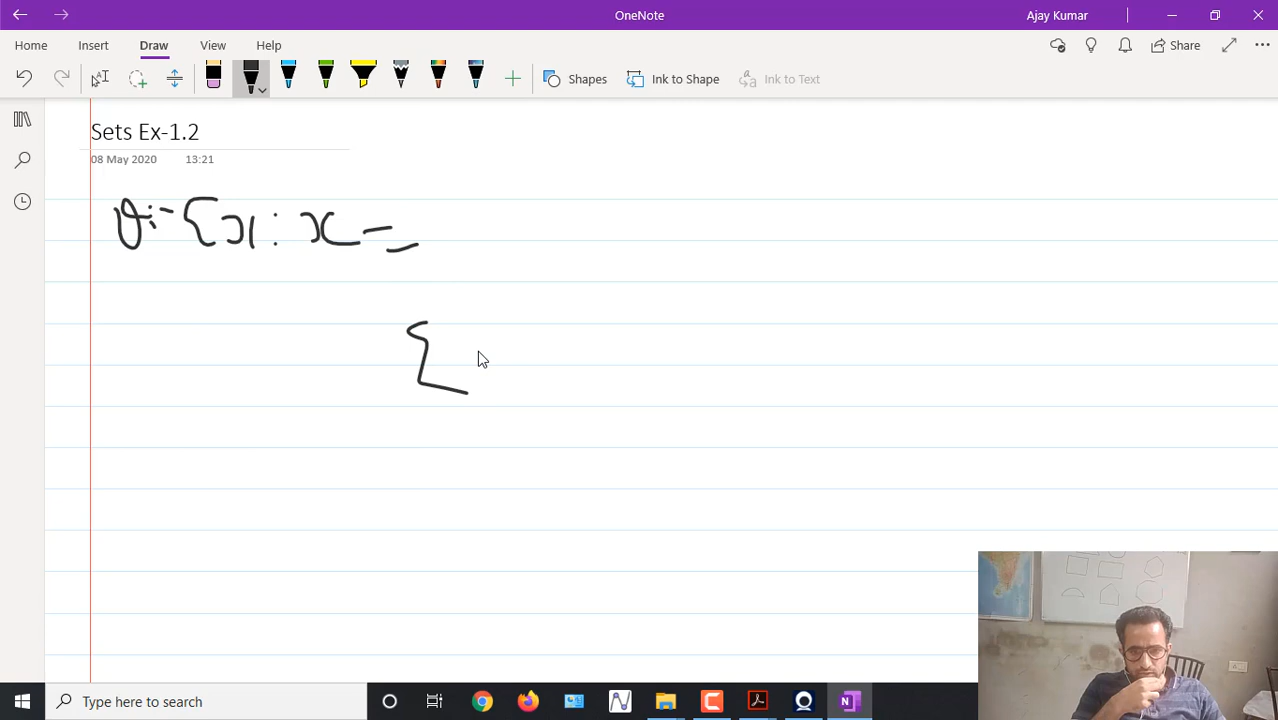 OneNote
Ajay Kumar
Home Insert Draw View Help
Share
Shapes
Ink to Shape
Ink to Text
Sets Ex-1.2
08 May 2020 13:21
:- {x : x =
{
Type here to search